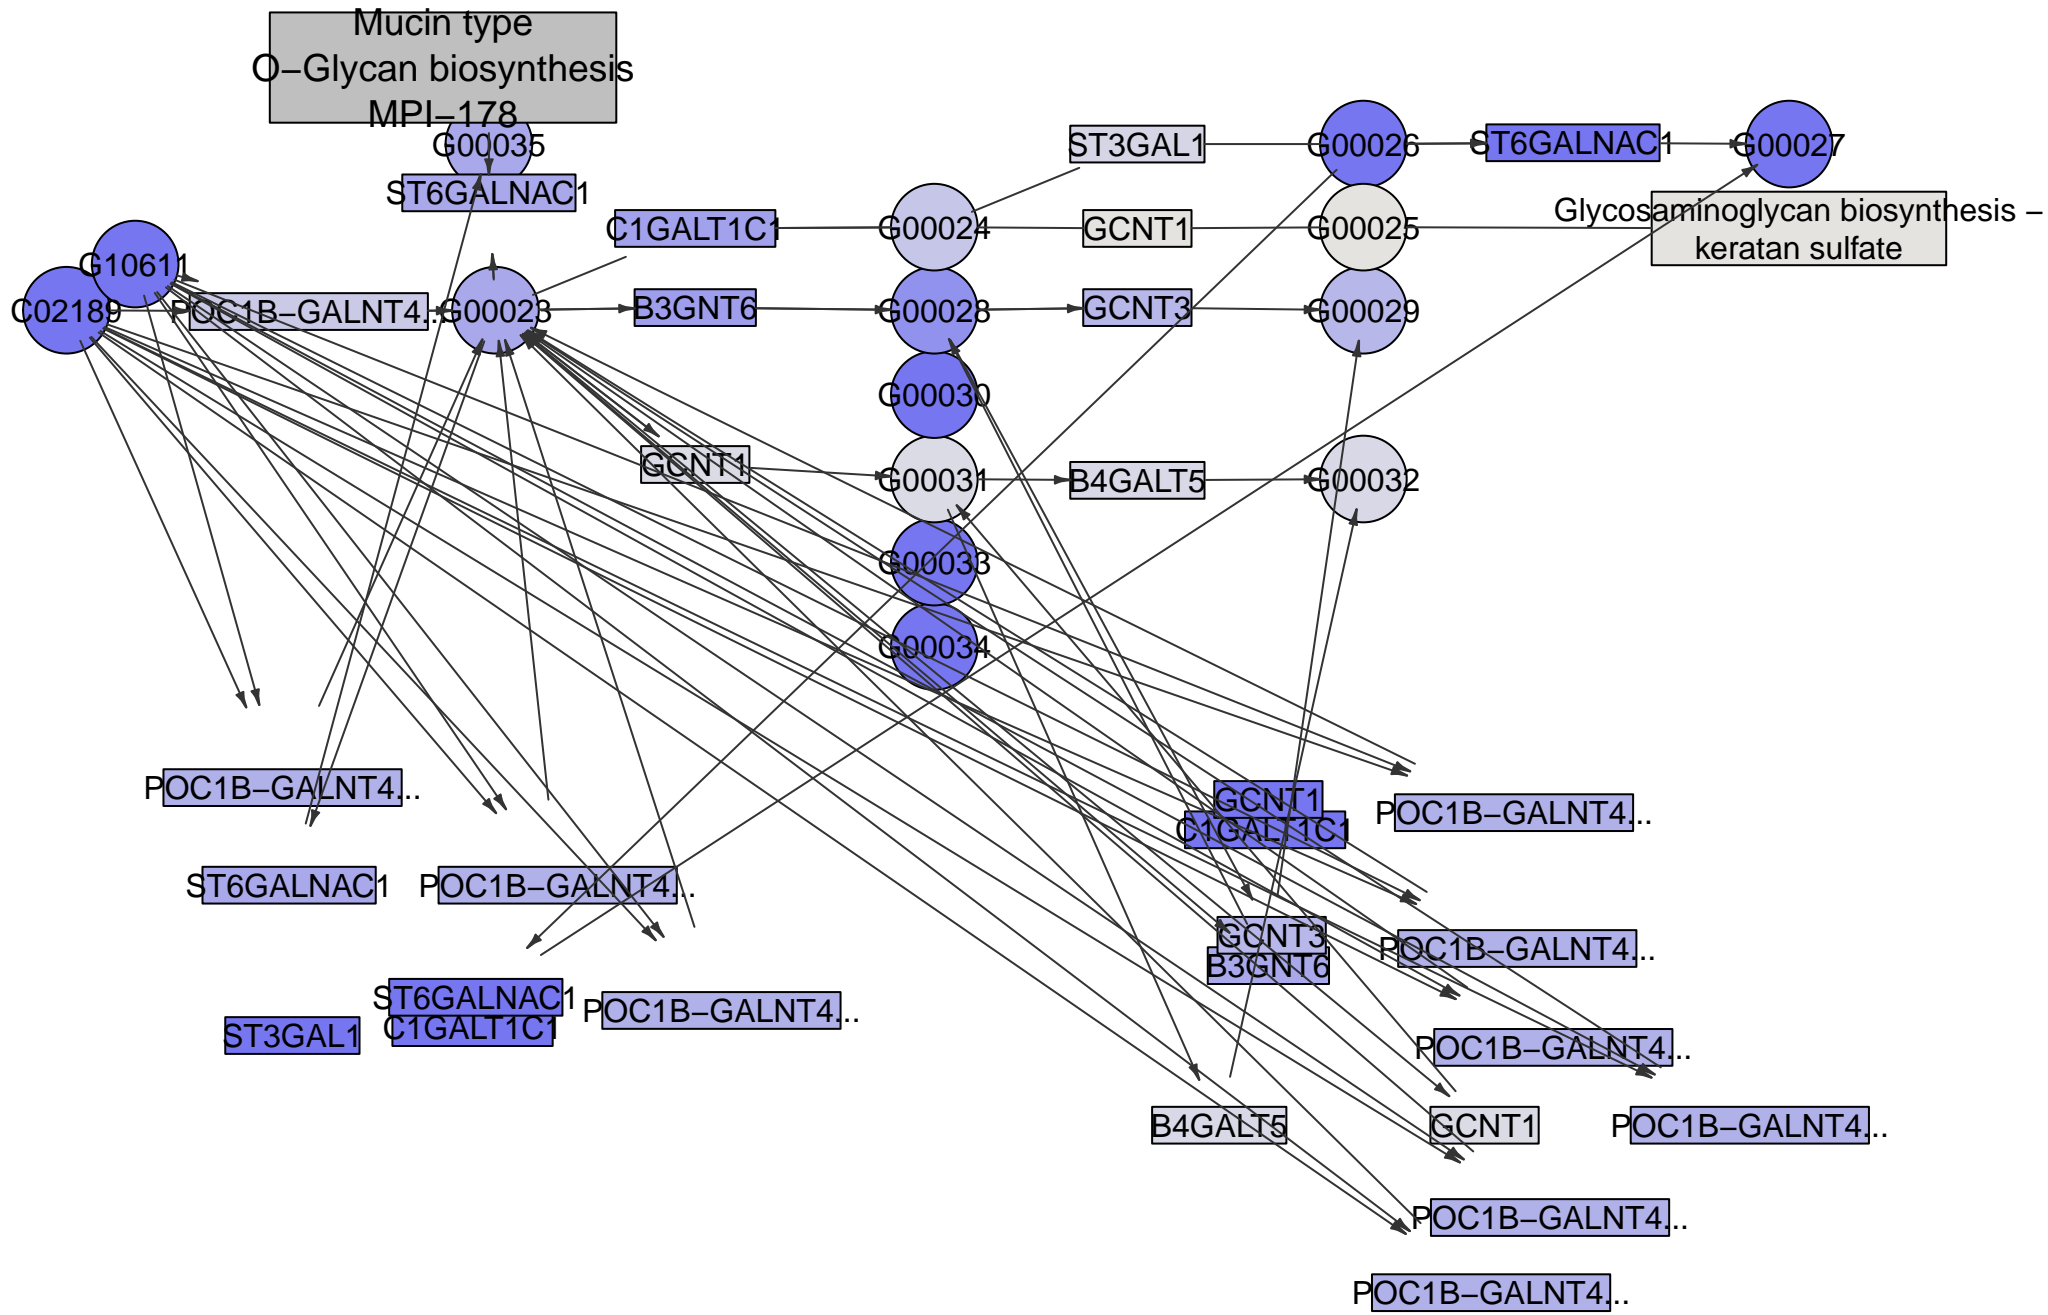 Mucin type
O−Glycan biosynthesis
MPI−178
G00035
ST6GALNAC1
ST3GAL1
G00026
ST6GALNAC1
G00027
C1GALT1C1
G00024
GCNT1
G00025
Glycosaminoglycan biosynthesis −
keratan sulfate
G10611
C02189
POC1B−GALNT4...
G00023
B3GNT6
G00028
GCNT3
G00029
G00030
GCNT1
G00031
B4GALT5
G00032
G00033
G00034
POC1B−GALNT4...
GCNT1
C1GALT1C1
POC1B−GALNT4...
ST6GALNAC1
POC1B−GALNT4...
GCNT3
B3GNT6
POC1B−GALNT4...
ST6GALNAC1
C1GALT1C1
ST3GAL1
POC1B−GALNT4...
POC1B−GALNT4...
B4GALT5
GCNT1
POC1B−GALNT4...
POC1B−GALNT4...
POC1B−GALNT4...